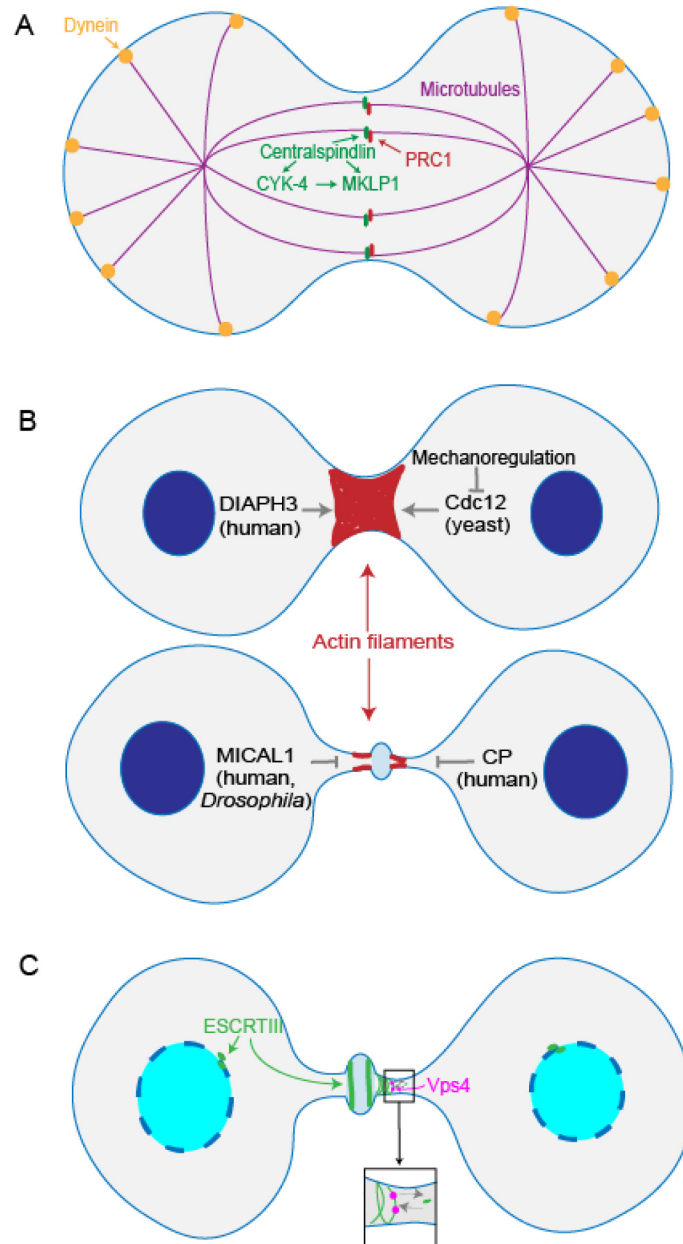 A
Dynein
Microtubules
Centralspindlin
PRC1
CYK-4
MKLP1
B
Mechanoregulation
DIAPH3
(human)
Cdc12
(yeast)
Actin filaments
MICAL1
(human,
Drosophila)
CP
(human)
C
ESCRTIII
Vps4